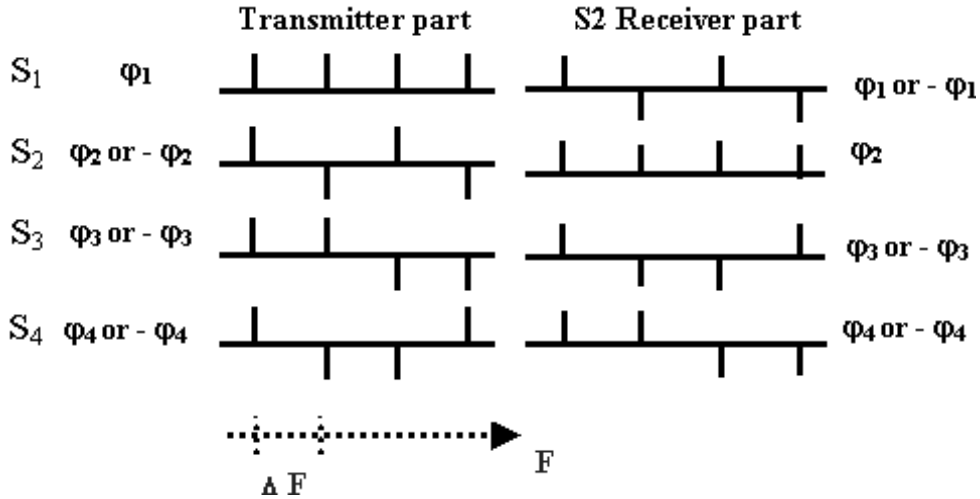 Transmitter part S2 Receiver part
S₁ φ₁ φ₁ or - φ₁
S₂ φ₂ or - φ₂ φ₂
S₃ φ₃ or - φ₃ φ₃ or - φ₃
S₄ φ₄ or - φ₄ φ₄ or - φ₄
F
Δ F